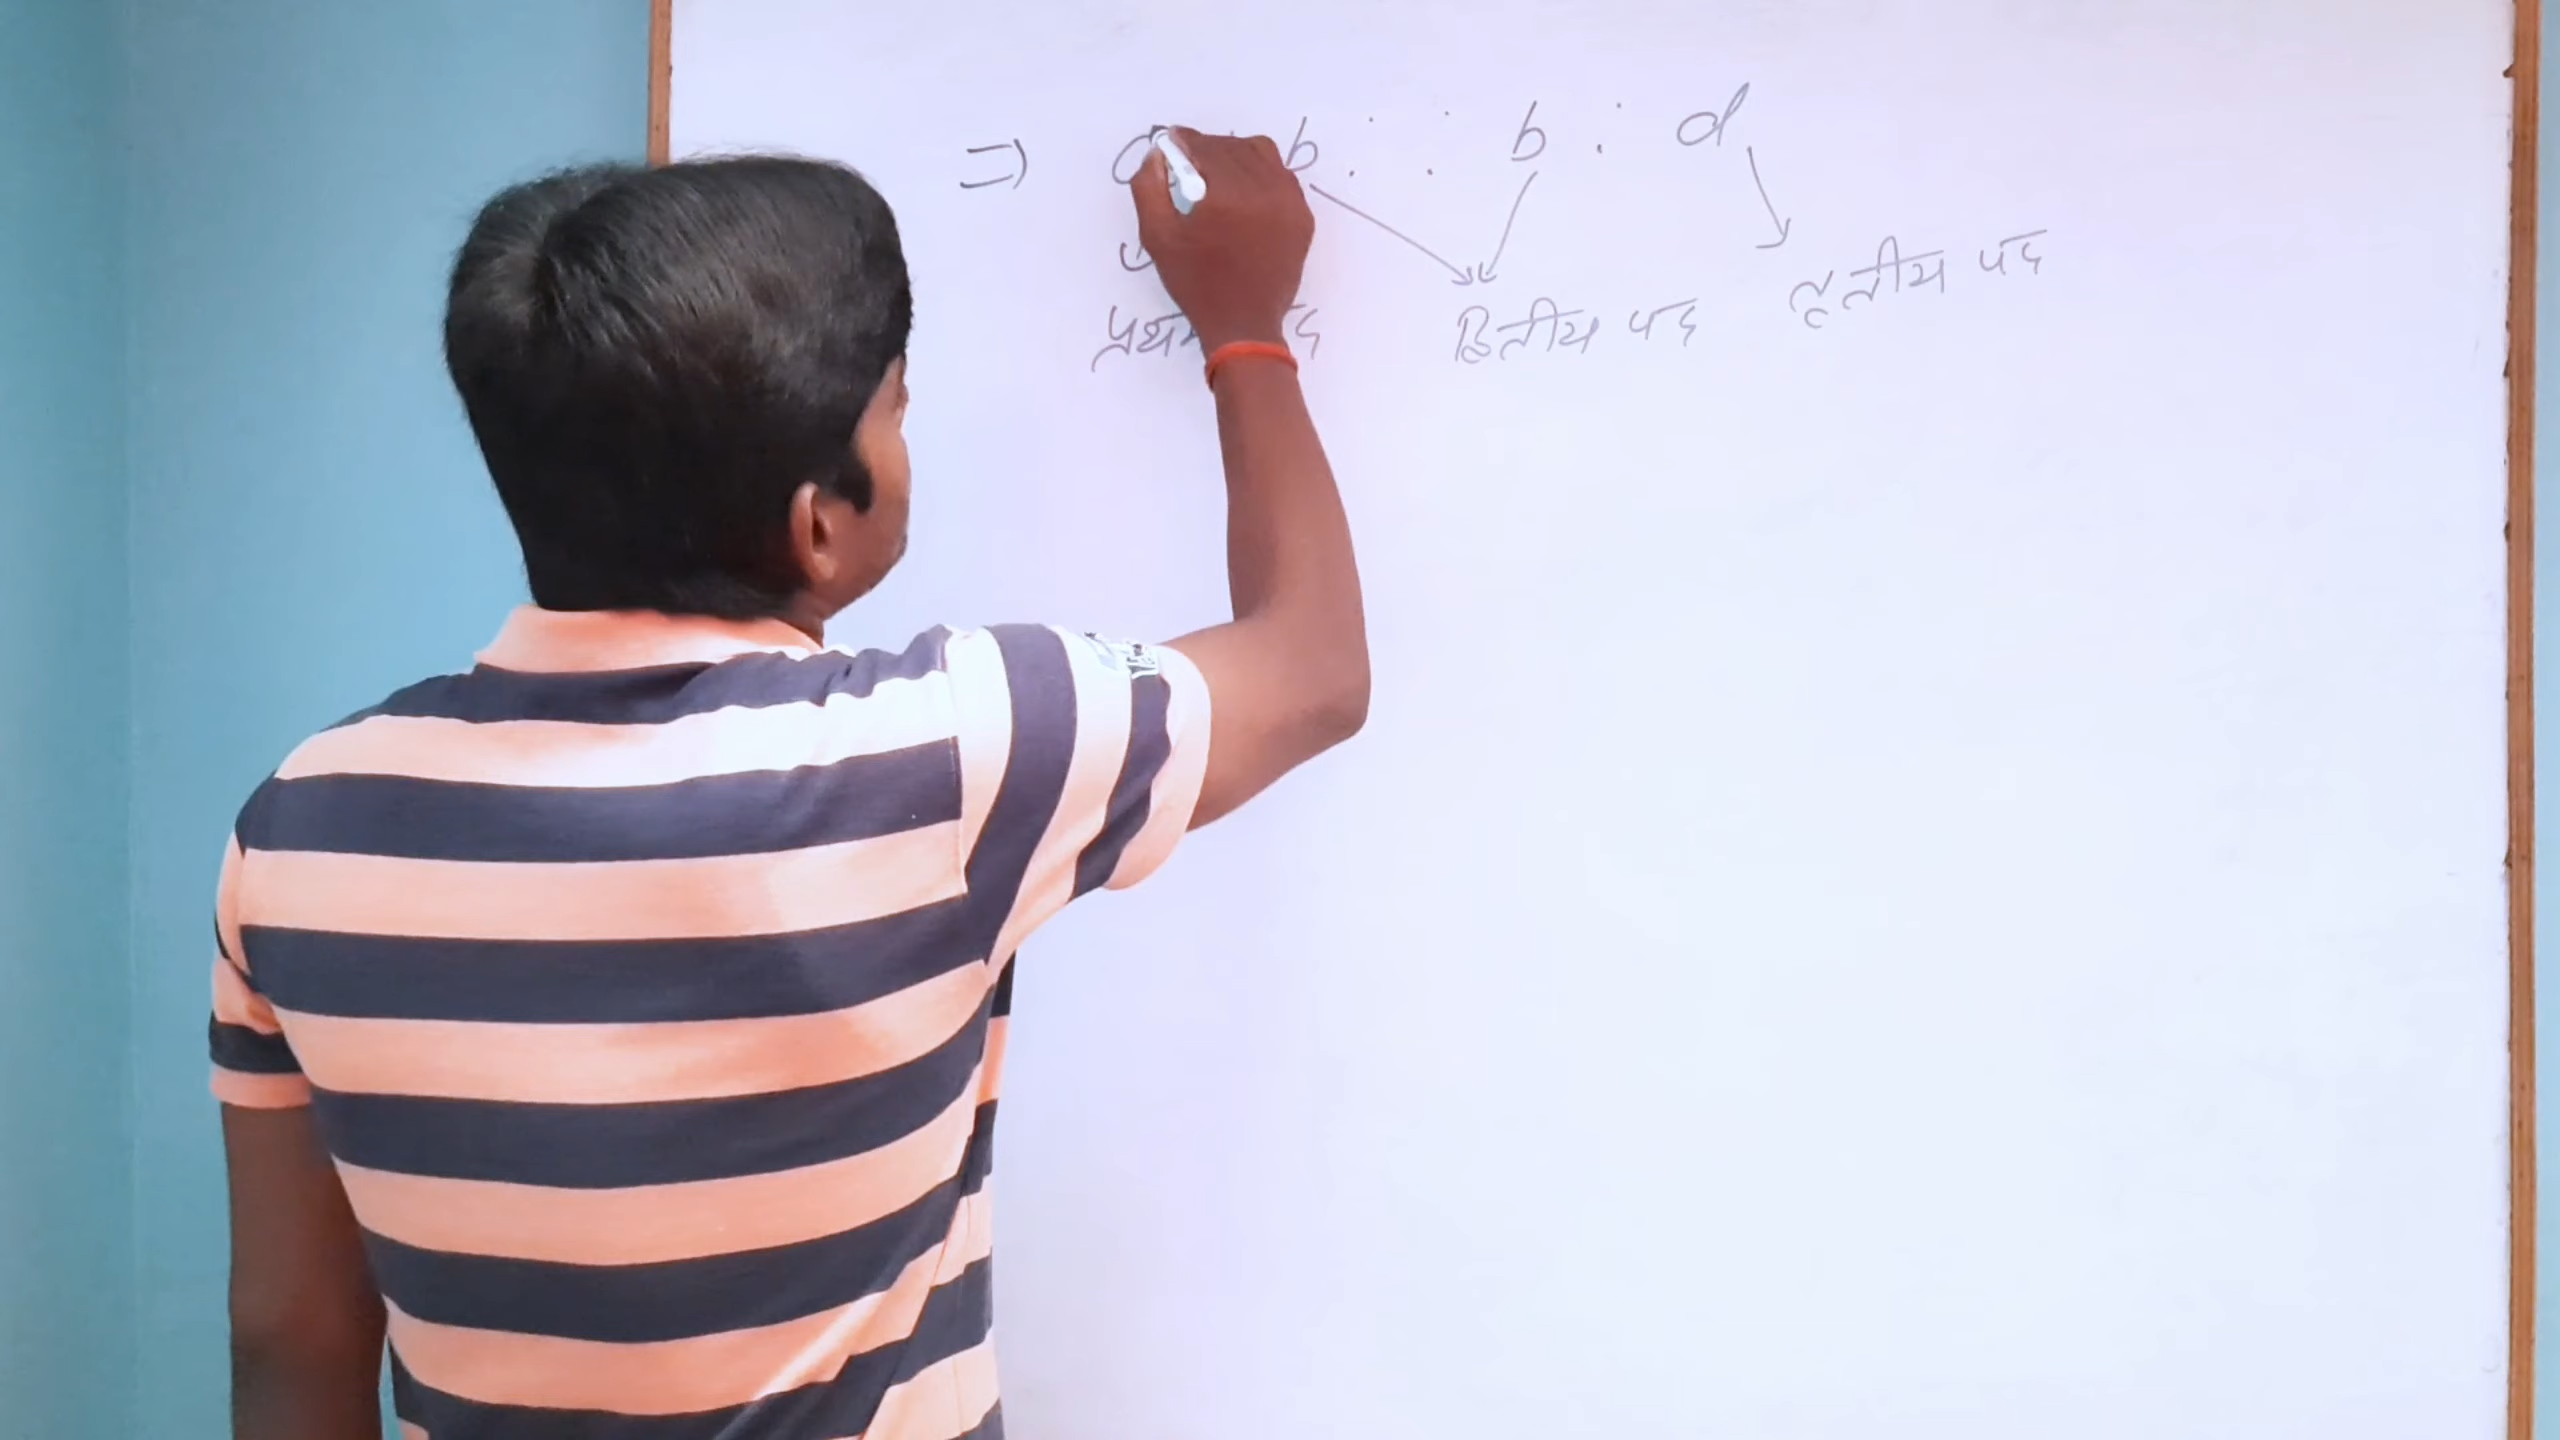 =) a : b : : b : d
प्रथम पद द्वितीय पद तृतीय पद